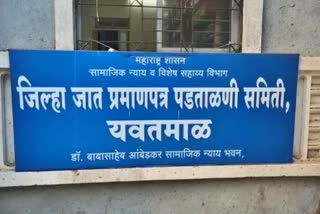 महाराष्ट्र शासन
सामाजिक न्याय व विशेष सहाय्य विभाग
जिल्हा जात प्रमाणपत्र पडताळणी समिती,
यवतमाळ
डॉ. बाबासाहेब आंबेडकर सामाजिक न्याय भवन,